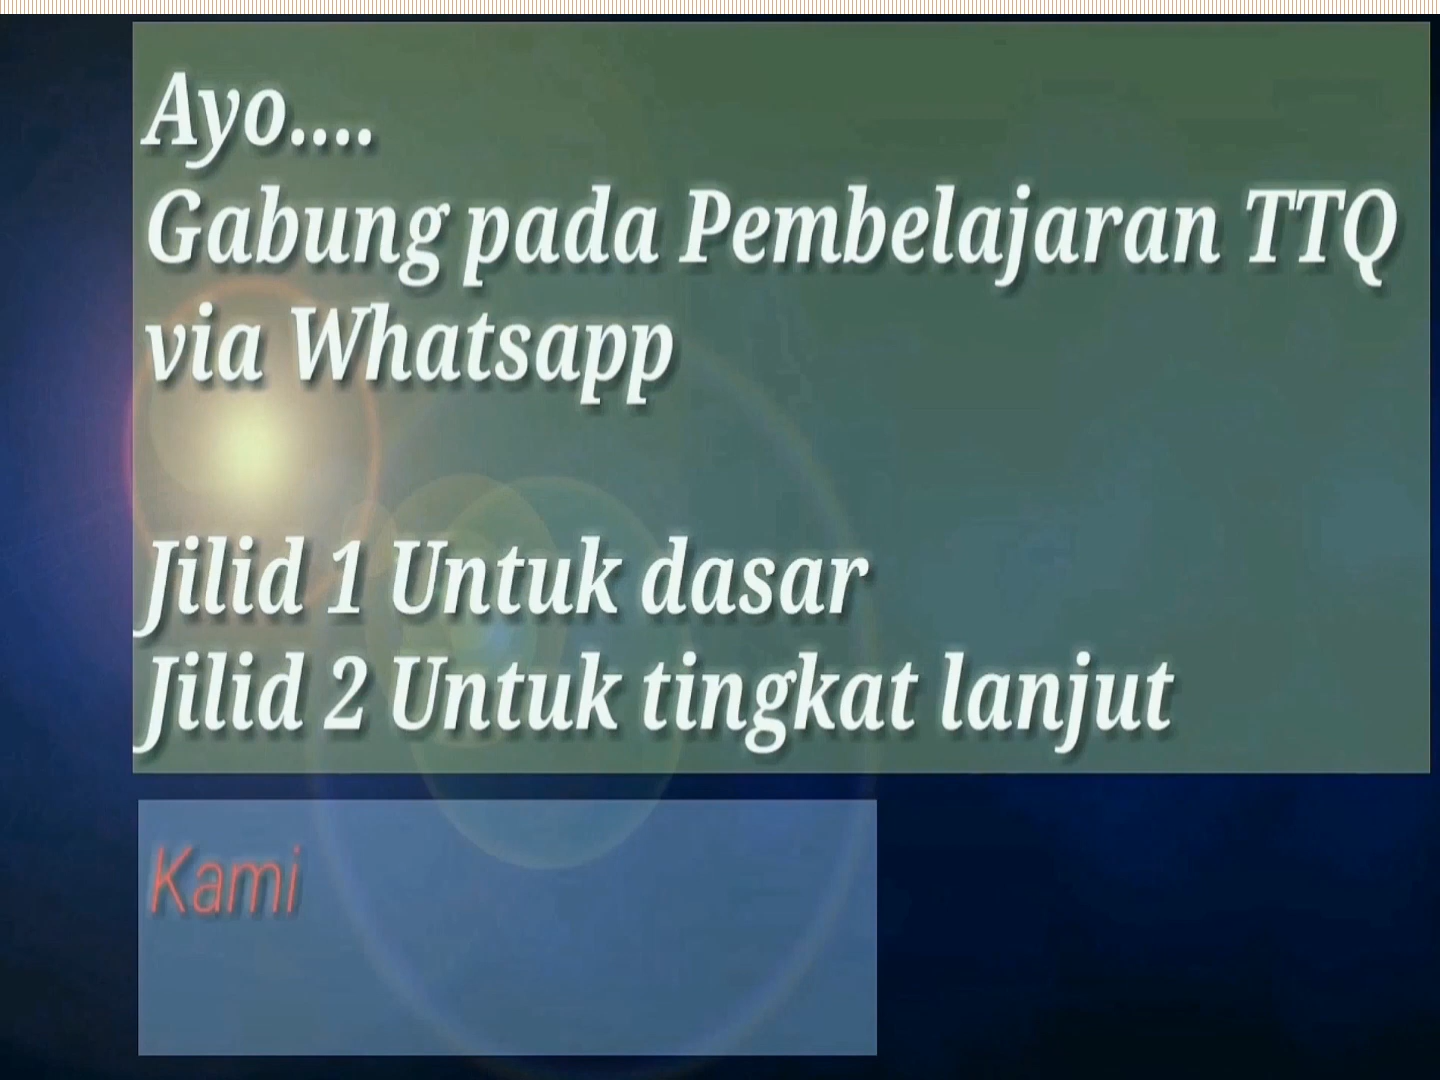 Ayo....
Gabung pada Pembelajaran TTQ
via Whatsapp
Jilid 1 Untuk dasar
Jilid 2 Untuk tingkat lanjut
Kami